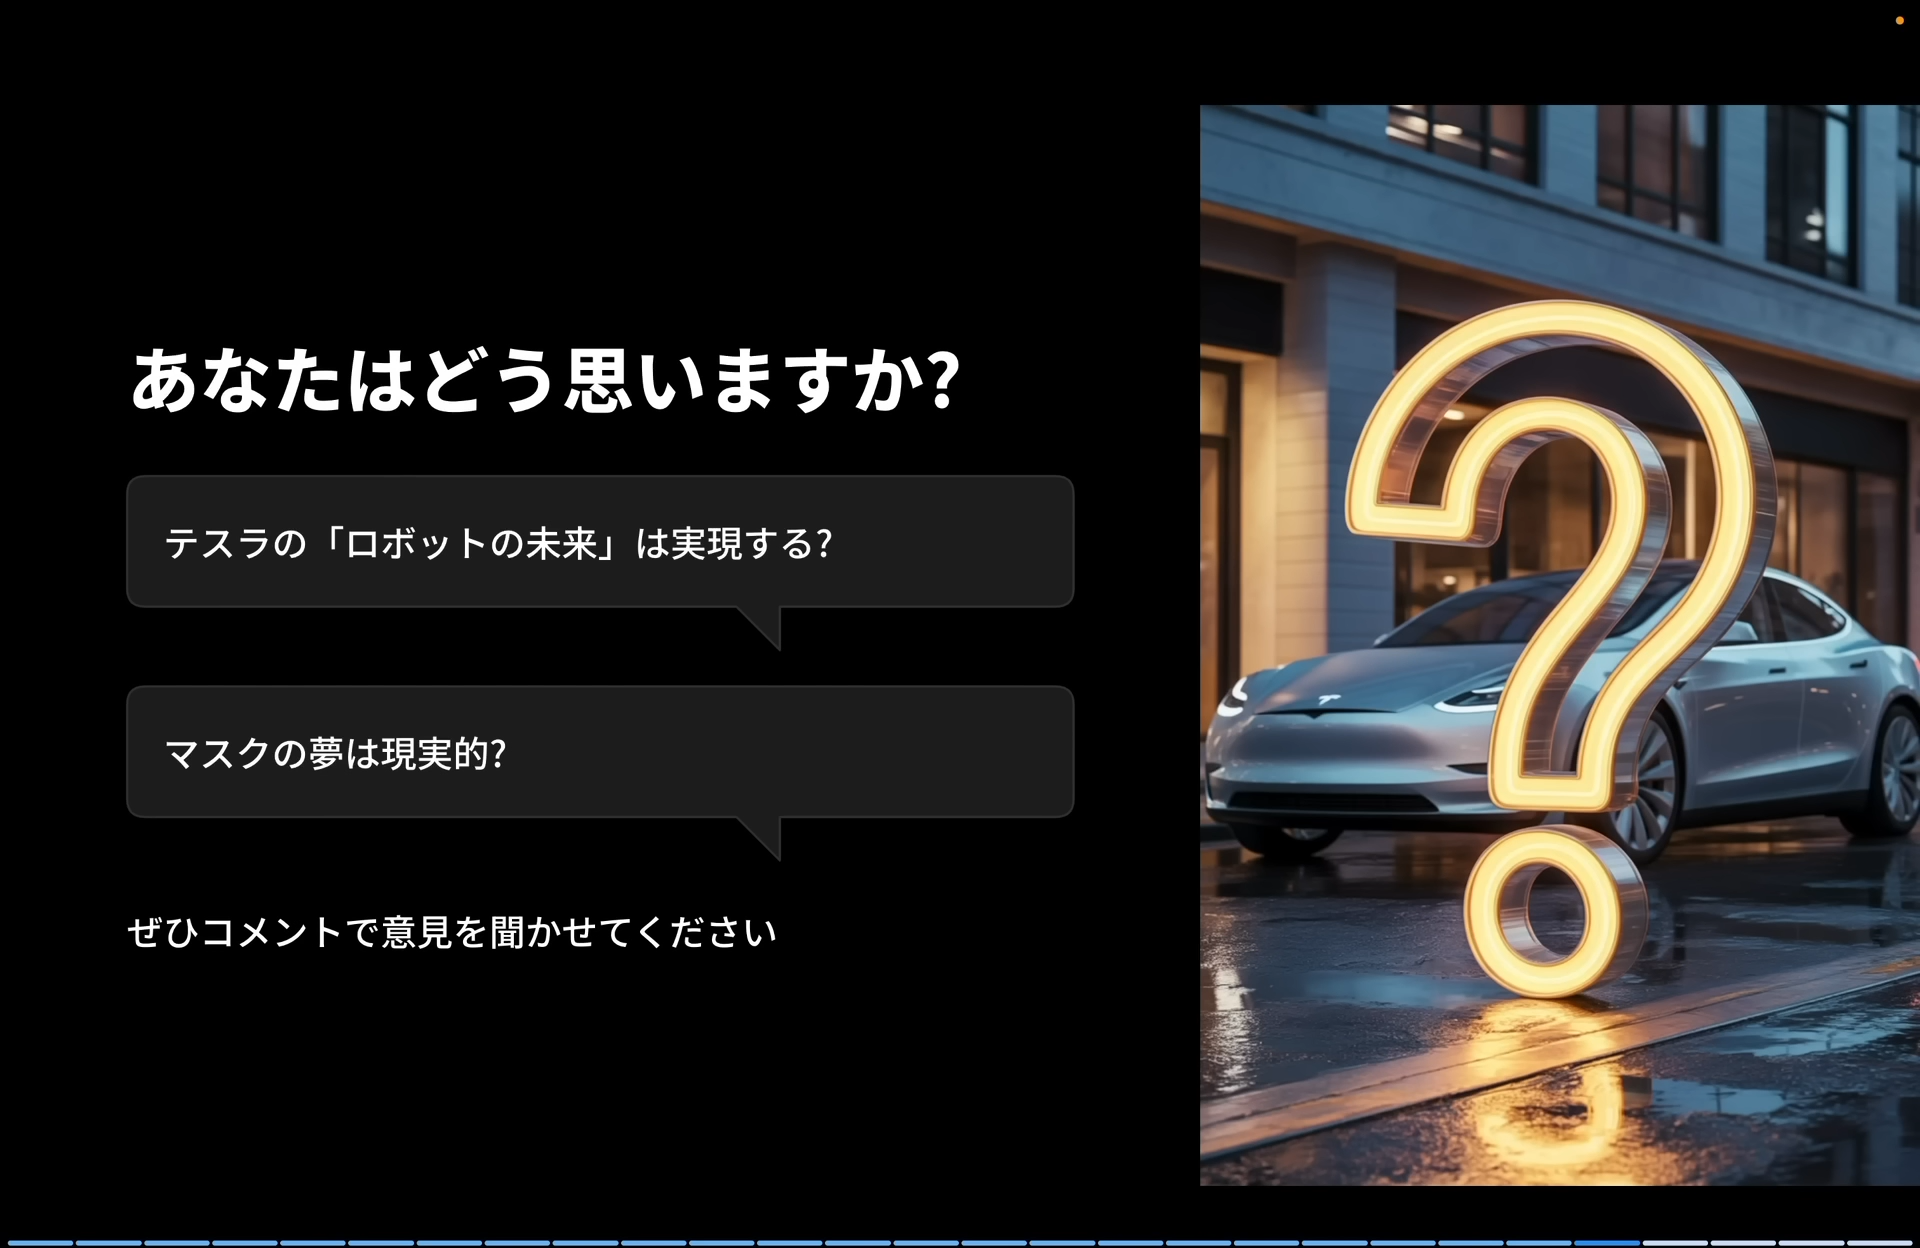 あなたはどう思いますか?
テスラの「ロボットの未来」は実現する?
マスクの夢は現実的?
ぜひコメントで意見を聞かせてください